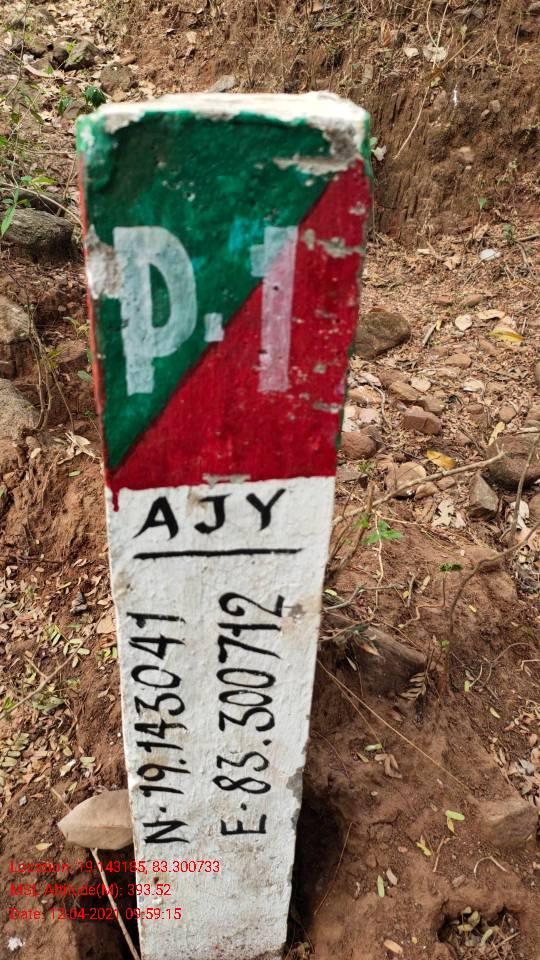 P.1
AJY
N.19.143041
E.83.300712
Location: 19.143185, 83.300733
MSL Altitude(M): 393.52
Date: 12-04-2021 09:59:15